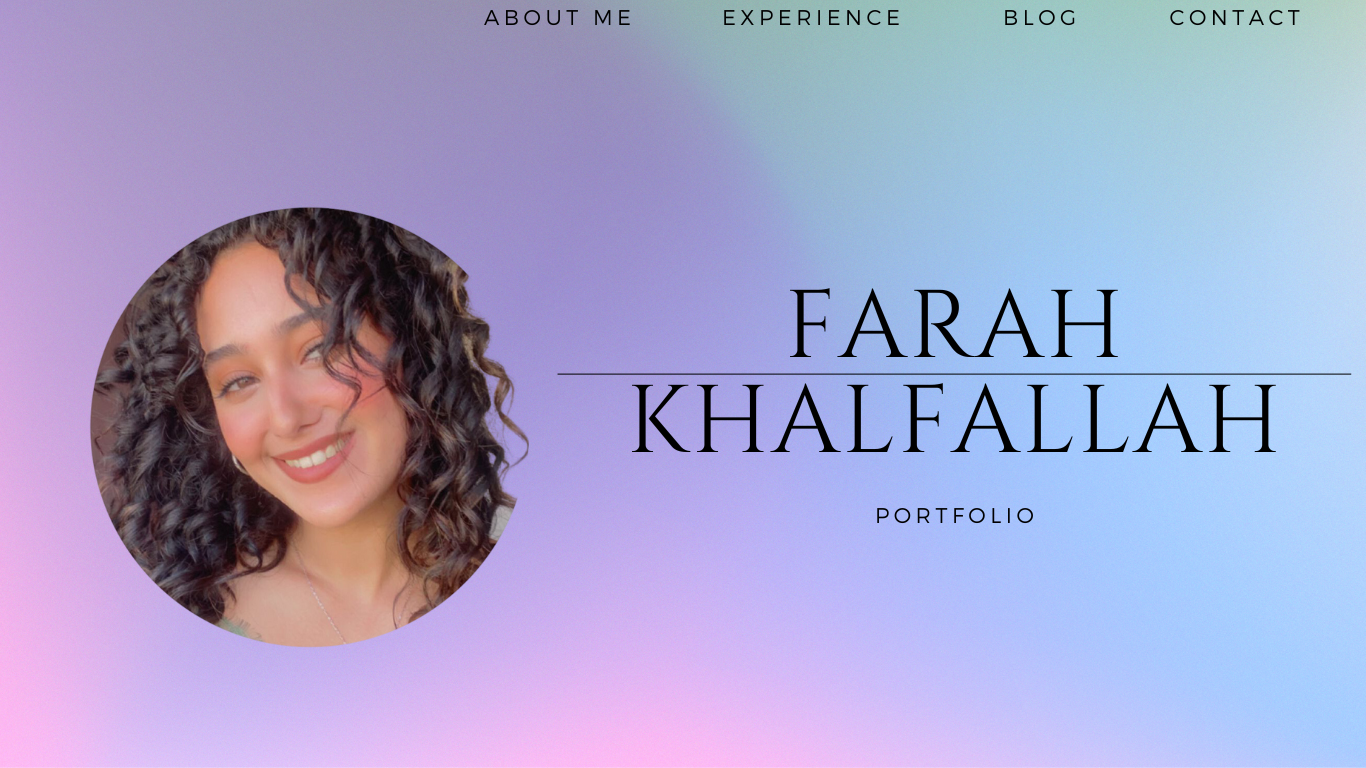 ABOUT ME EXPERIENCE BLOG CONTACT
FARAH
KHALFALLAH
PORTFOLIO